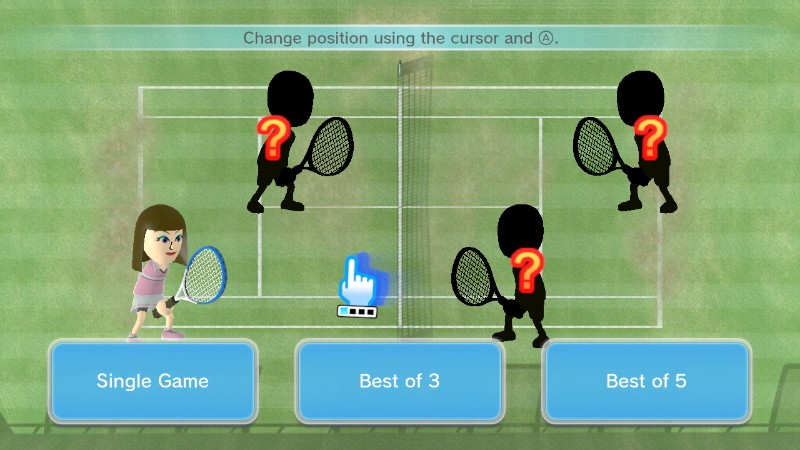 Change position using the cursor and Ⓐ.
?
?
?
Single Game
Best of 3
Best of 5